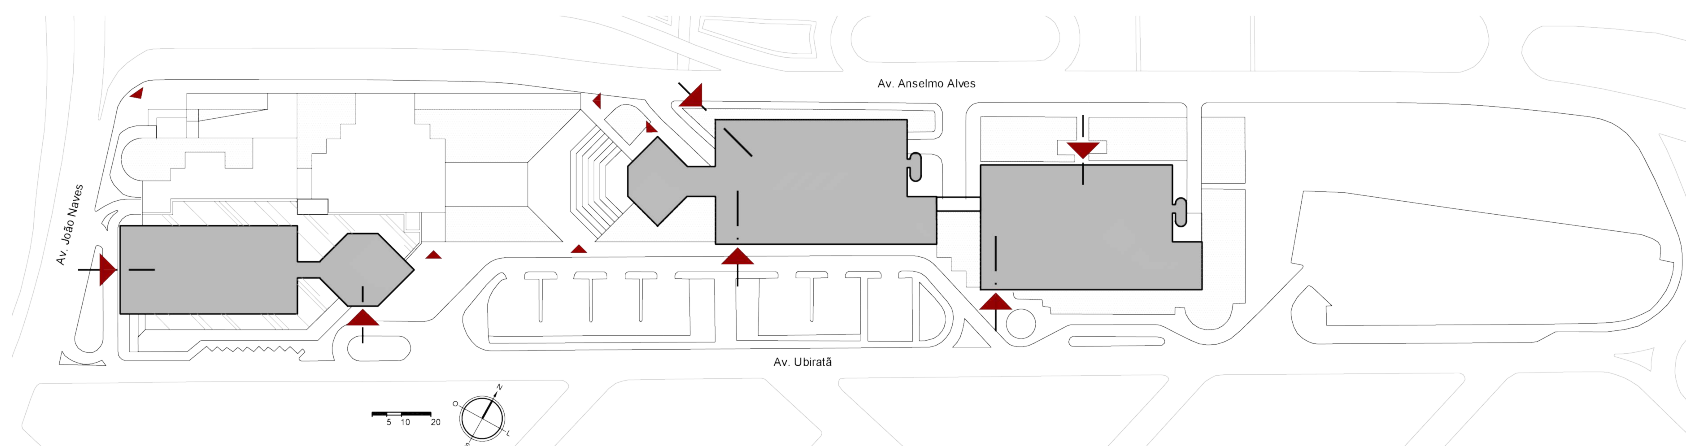 Av. Anselmo Alves
Av. João Naves
Av. Ubiratã
5 10 20
N
O
L